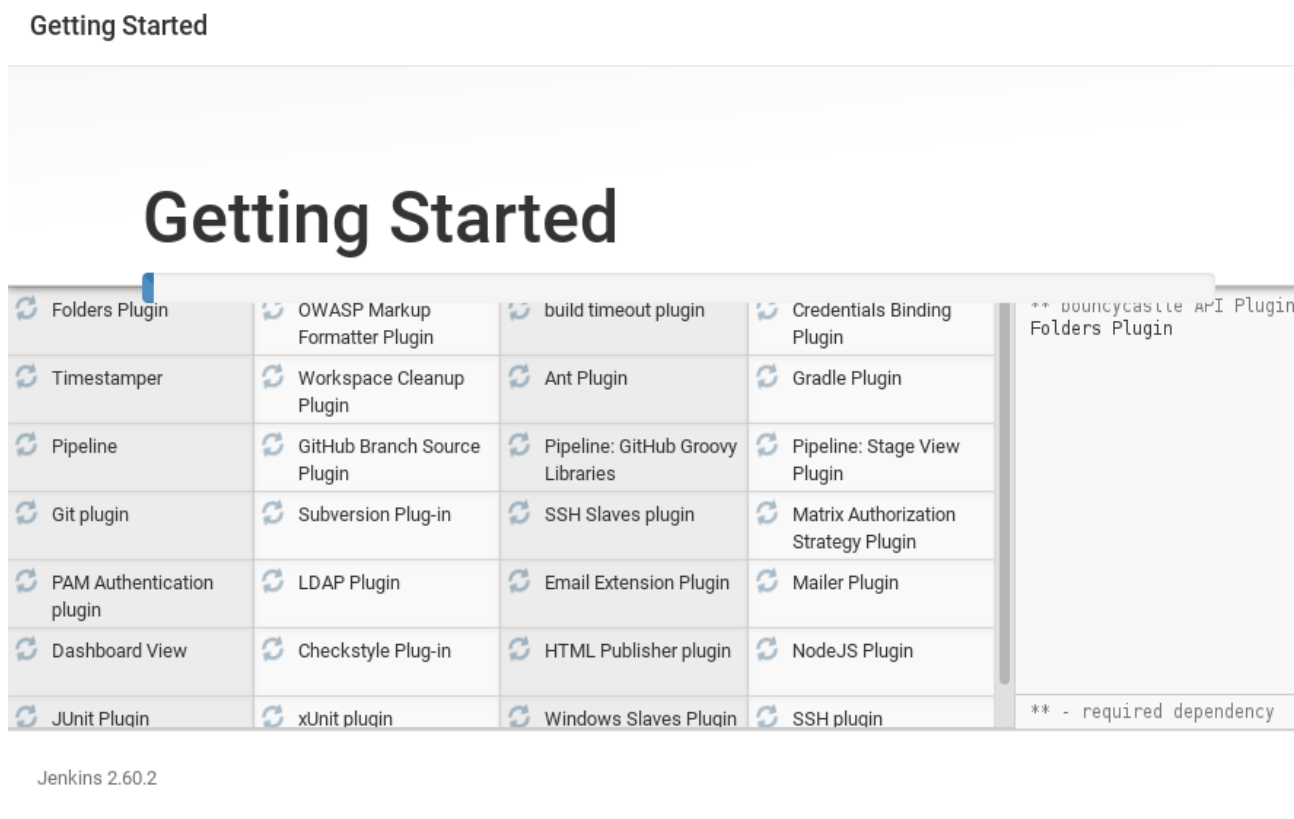 Getting Started
Getting Started
Folders Plugin
OWASP Markup
Formatter Plugin
build timeout plugin
Credentials Binding
Plugin
Timestamper
Workspace Cleanup
Plugin
Ant Plugin
Gradle Plugin
Pipeline
GitHub Branch Source
Plugin
Pipeline: GitHub Groovy
Libraries
Pipeline: Stage View
Plugin
Git plugin
Subversion Plug-in
SSH Slaves plugin
Matrix Authorization
Strategy Plugin
PAM Authentication
plugin
LDAP Plugin
Email Extension Plugin
Mailer Plugin
Dashboard View
Checkstyle Plug-in
HTML Publisher plugin
NodeJS Plugin
JUnit Plugin
xUnit plugin
Windows Slaves Plugin
SSH plugin
** bouncycastle API Plugin
Folders Plugin
** - required dependency
Jenkins 2.60.2